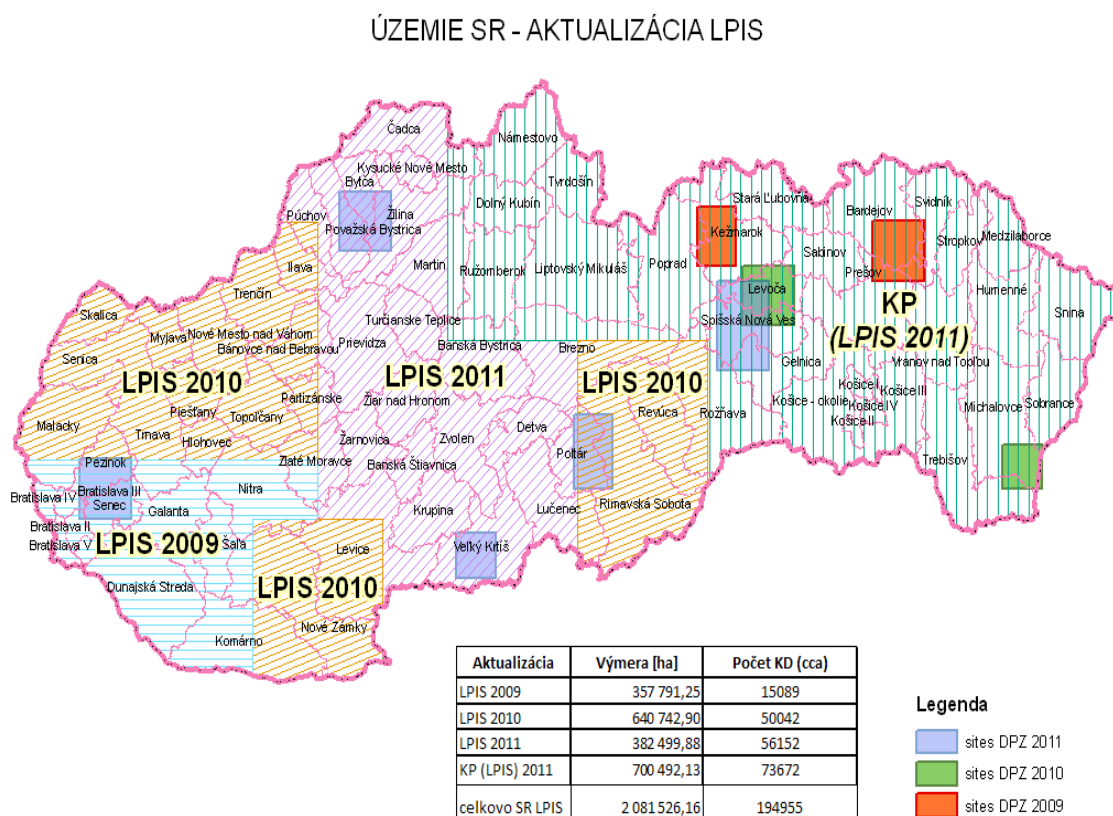 ÚZEMIE SR - AKTUALIZÁCIA LPIS
Čadca
Námestovo
Kysucké Nové Mesto
Bytča
Tvrdošín
Stará Ľubovňa
Svidník
Dolný Kubín
Bardejov
Púchov
Žilina
Považská Bystrica
Kežmarok
Stropkov
Medzilaborce
Sabinov
Ilava
Martin
Ružomberok
Liptovský Mikuláš
Poprad
Prešov
Levoča
Humenné
Trenčín
Skalica
KP
(LPIS 2011)
Snina
Turčianske Teplice
Spišská Nová Ves
Myjava
Nové Mesto nad Váhom
Prievidza
Banská Bystrica
Brezno
Bánovce nad Bebravou
Senica
Gelnica
Vranov nad Topľou
LPIS 2010
LPIS 2011
LPIS 2010
Partizánske
Žiar nad Hronom
Košice - okolie
Košice I
Košice III
Košice IV
Košice II
Michalovce
Sobrance
Piešťany
Topoľčany
Revúca
Rožňava
Malacky
Trnava
Hlohovec
Žarnovica
Zvolen
Detva
Poltár
Zlaté Moravce
Banská Štiavnica
Trebišov
Pezinok
Bratislava IV
Bratislava III
Senec
Nitra
Galanta
Krupina
Lučenec
Rimavská Sobota
Bratislava II
Bratislava V
LPIS 2009
Šaľa
Levice
Veľký Krtíš
Dunajská Streda
LPIS 2010
Nové Zámky
Komárno
Aktualizácia Výmera [ha] Počet KD (cca)
LPIS 2009 357 791,25 15089
LPIS 2010 640 742,90 50042
LPIS 2011 382 499,88 56152
KP (LPIS) 2011 700 492,13 73672
celkovo SR LPIS 2 081 526,16 194955
Legenda
sites DPZ 2011
sites DPZ 2010
sites DPZ 2009